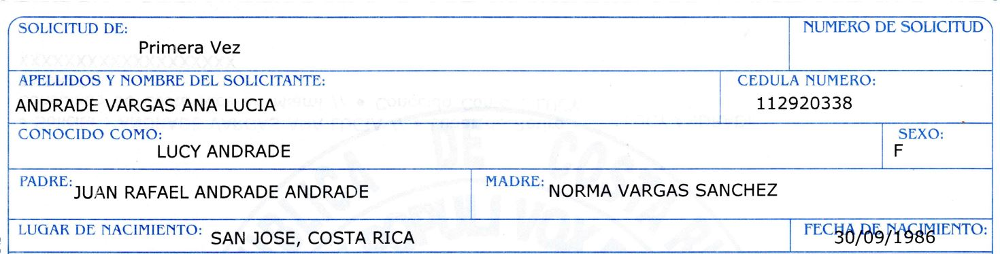 SOLICITUD DE:
Primera Vez
NUMERO DE SOLICITUD
APELLIDOS Y NOMBRE DEL SOLICITANTE:
ANDRADE VARGAS ANA LUCIA
CEDULA NUMERO:
112920338
CONOCIDO COMO:
LUCY ANDRADE
SEXO:
F
PADRE: JUAN RAFAEL ANDRADE ANDRADE
MADRE: NORMA VARGAS SANCHEZ
LUGAR DE NACIMIENTO: SAN JOSE, COSTA RICA
FECHA DE NACIMIENTO:
30/09/1986